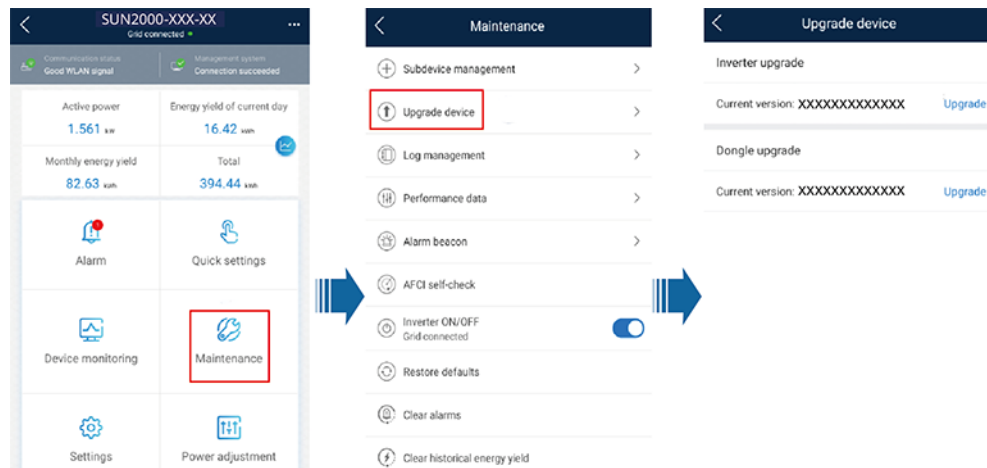 SUN2000-XXX-XX
Grid connected
Communication status
Good WLAN signal
Management system
Connection succeeded
Active power
1.561 kW
Energy yield of current day
16.42 kWh
Monthly energy yield
82.63 kWh
Total
394.44 kWh
Alarm
Quick settings
Device monitoring
Maintenance
Settings
Power adjustment
Maintenance
Subdevice management
Upgrade device
Log management
Performance data
Alarm beacon
AFCI self-check
Inverter ON/OFF
Grid connected
Restore defaults
Clear alarms
Clear historical energy yield
Upgrade device
Inverter upgrade
Current version: XXXXXXXXXXXXX Upgrade
Dongle upgrade
Current version: XXXXXXXXXXXXX Upgrade